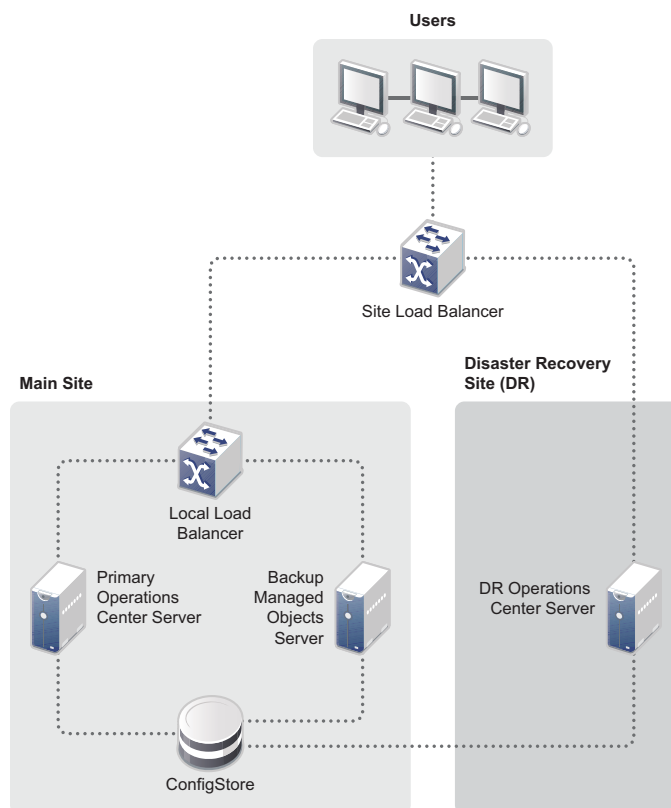 Users
Site Load Balancer
Main Site
Disaster Recovery
Site (DR)
Local Load
Balancer
Primary
Operations
Center Server
Backup
Managed
Objects
Server
DR Operations
Center Server
ConfigStore